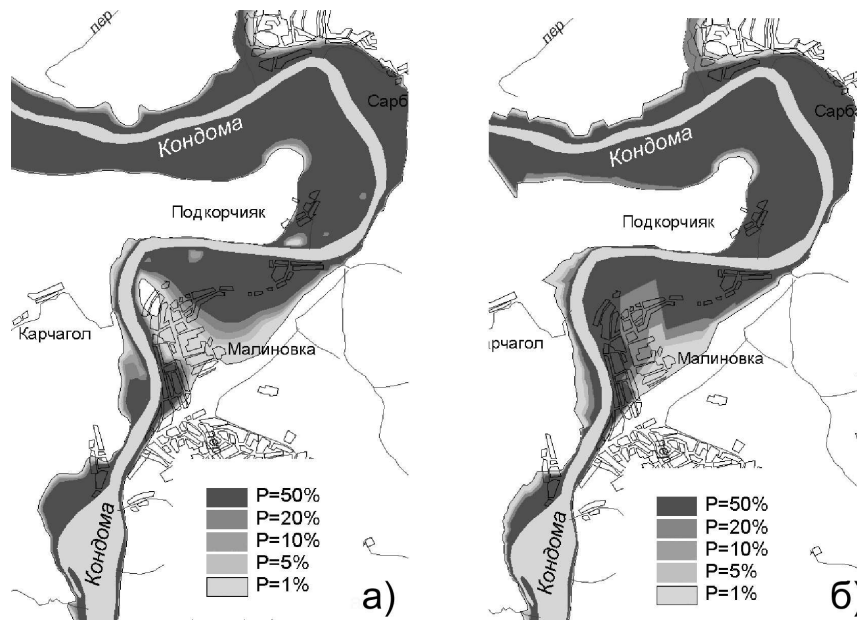 пер
Сарб
Кондома
Подкорчияк
Карчагол
Малиновка
Кондома
P=50%
P=20%
P=10%
P=5%
P=1%
а)
пер
Сарб
Кондома
Подкорчияк
рчагол
Малиновка
Кондома
P=50%
P=20%
P=10%
P=5%
P=1%
б)